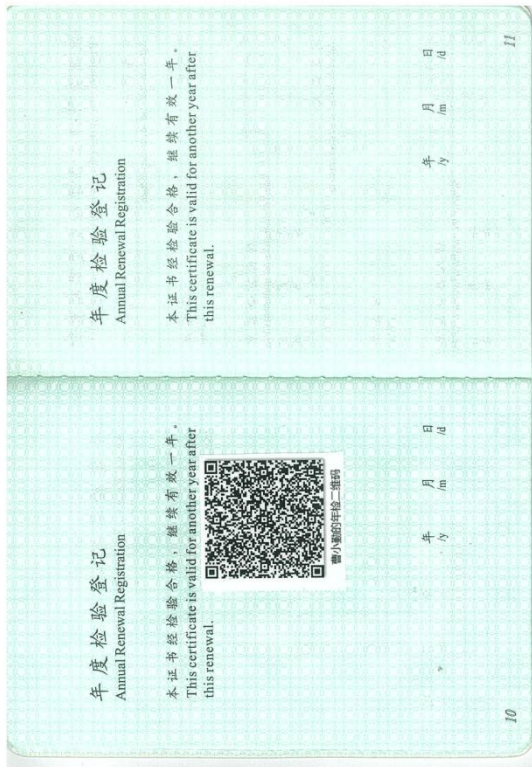 年度检验登记
Annual Renewal Registration
本证书经检验合格，继续有效一年。
This certificate is valid for another year after
this renewal.
曹小勤的年检二维码
年 月 日
/y /m /d
10
年度检验登记
Annual Renewal Registration
本证书经检验合格，继续有效一年。
This certificate is valid for another year after
this renewal.
年 月 日
/y /m /d
11